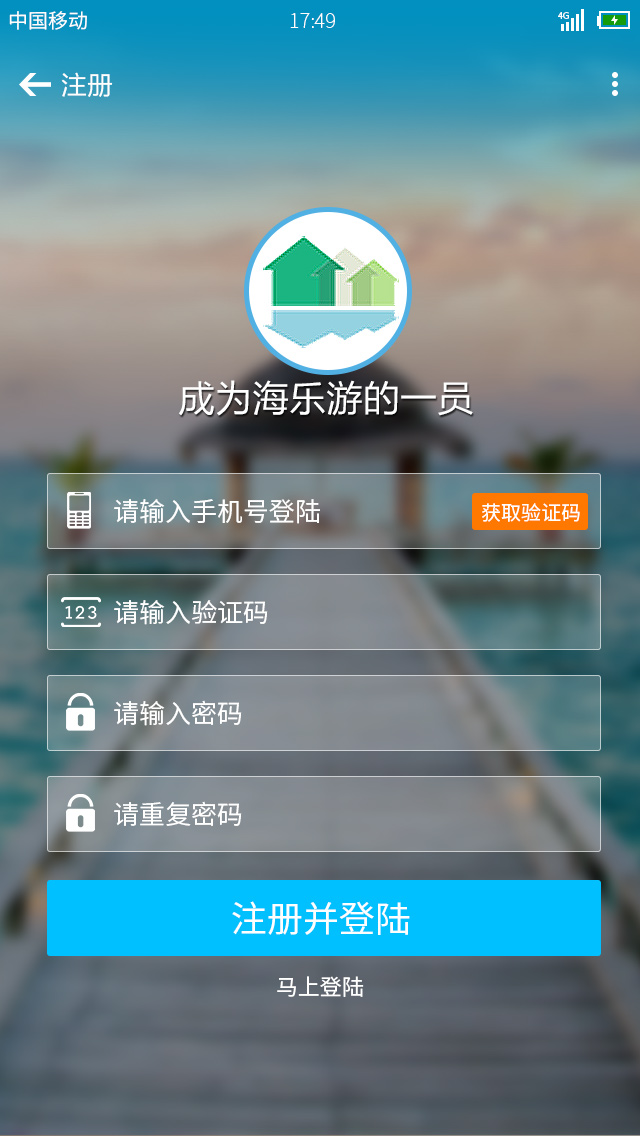 中国移动 17:49 4G
注册
成为海乐游的一员
请输入手机号登陆 获取验证码
123 请输入验证码
请输入密码
请重复密码
注册并登陆
马上登陆